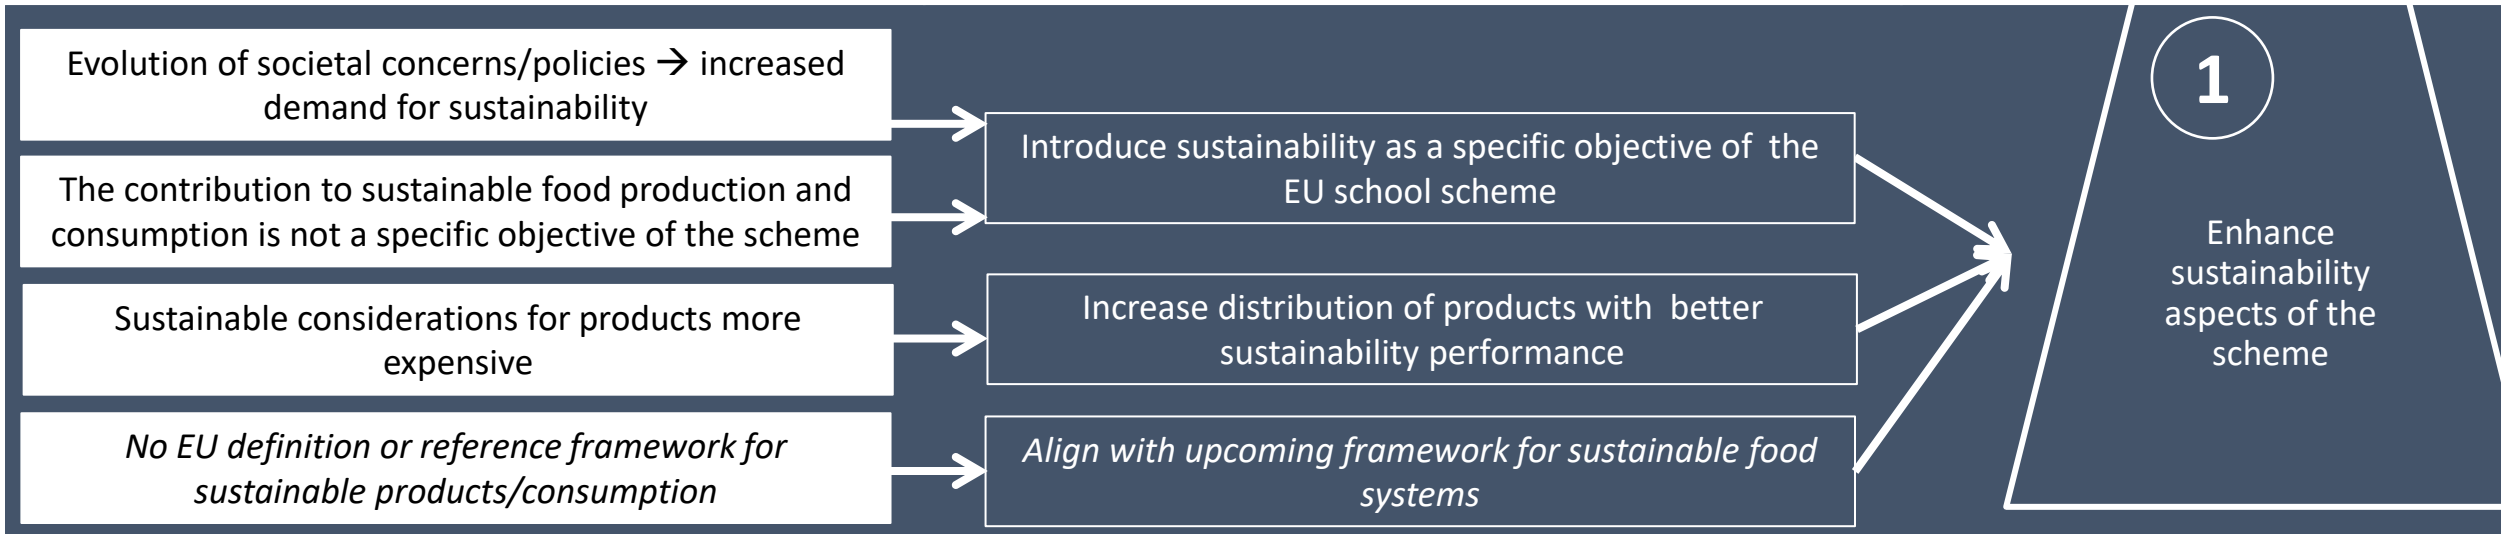 Evolution of societal concerns/policies → increased
demand for sustainability
The contribution to sustainable food production and
consumption is not a specific objective of the scheme
Sustainable considerations for products more
expensive
No EU definition or reference framework for
sustainable products/consumption
Introduce sustainability as a specific objective of the
EU school scheme
Increase distribution of products with better
sustainability performance
Align with upcoming framework for sustainable food
systems
1
Enhance
sustainability
aspects of the
scheme